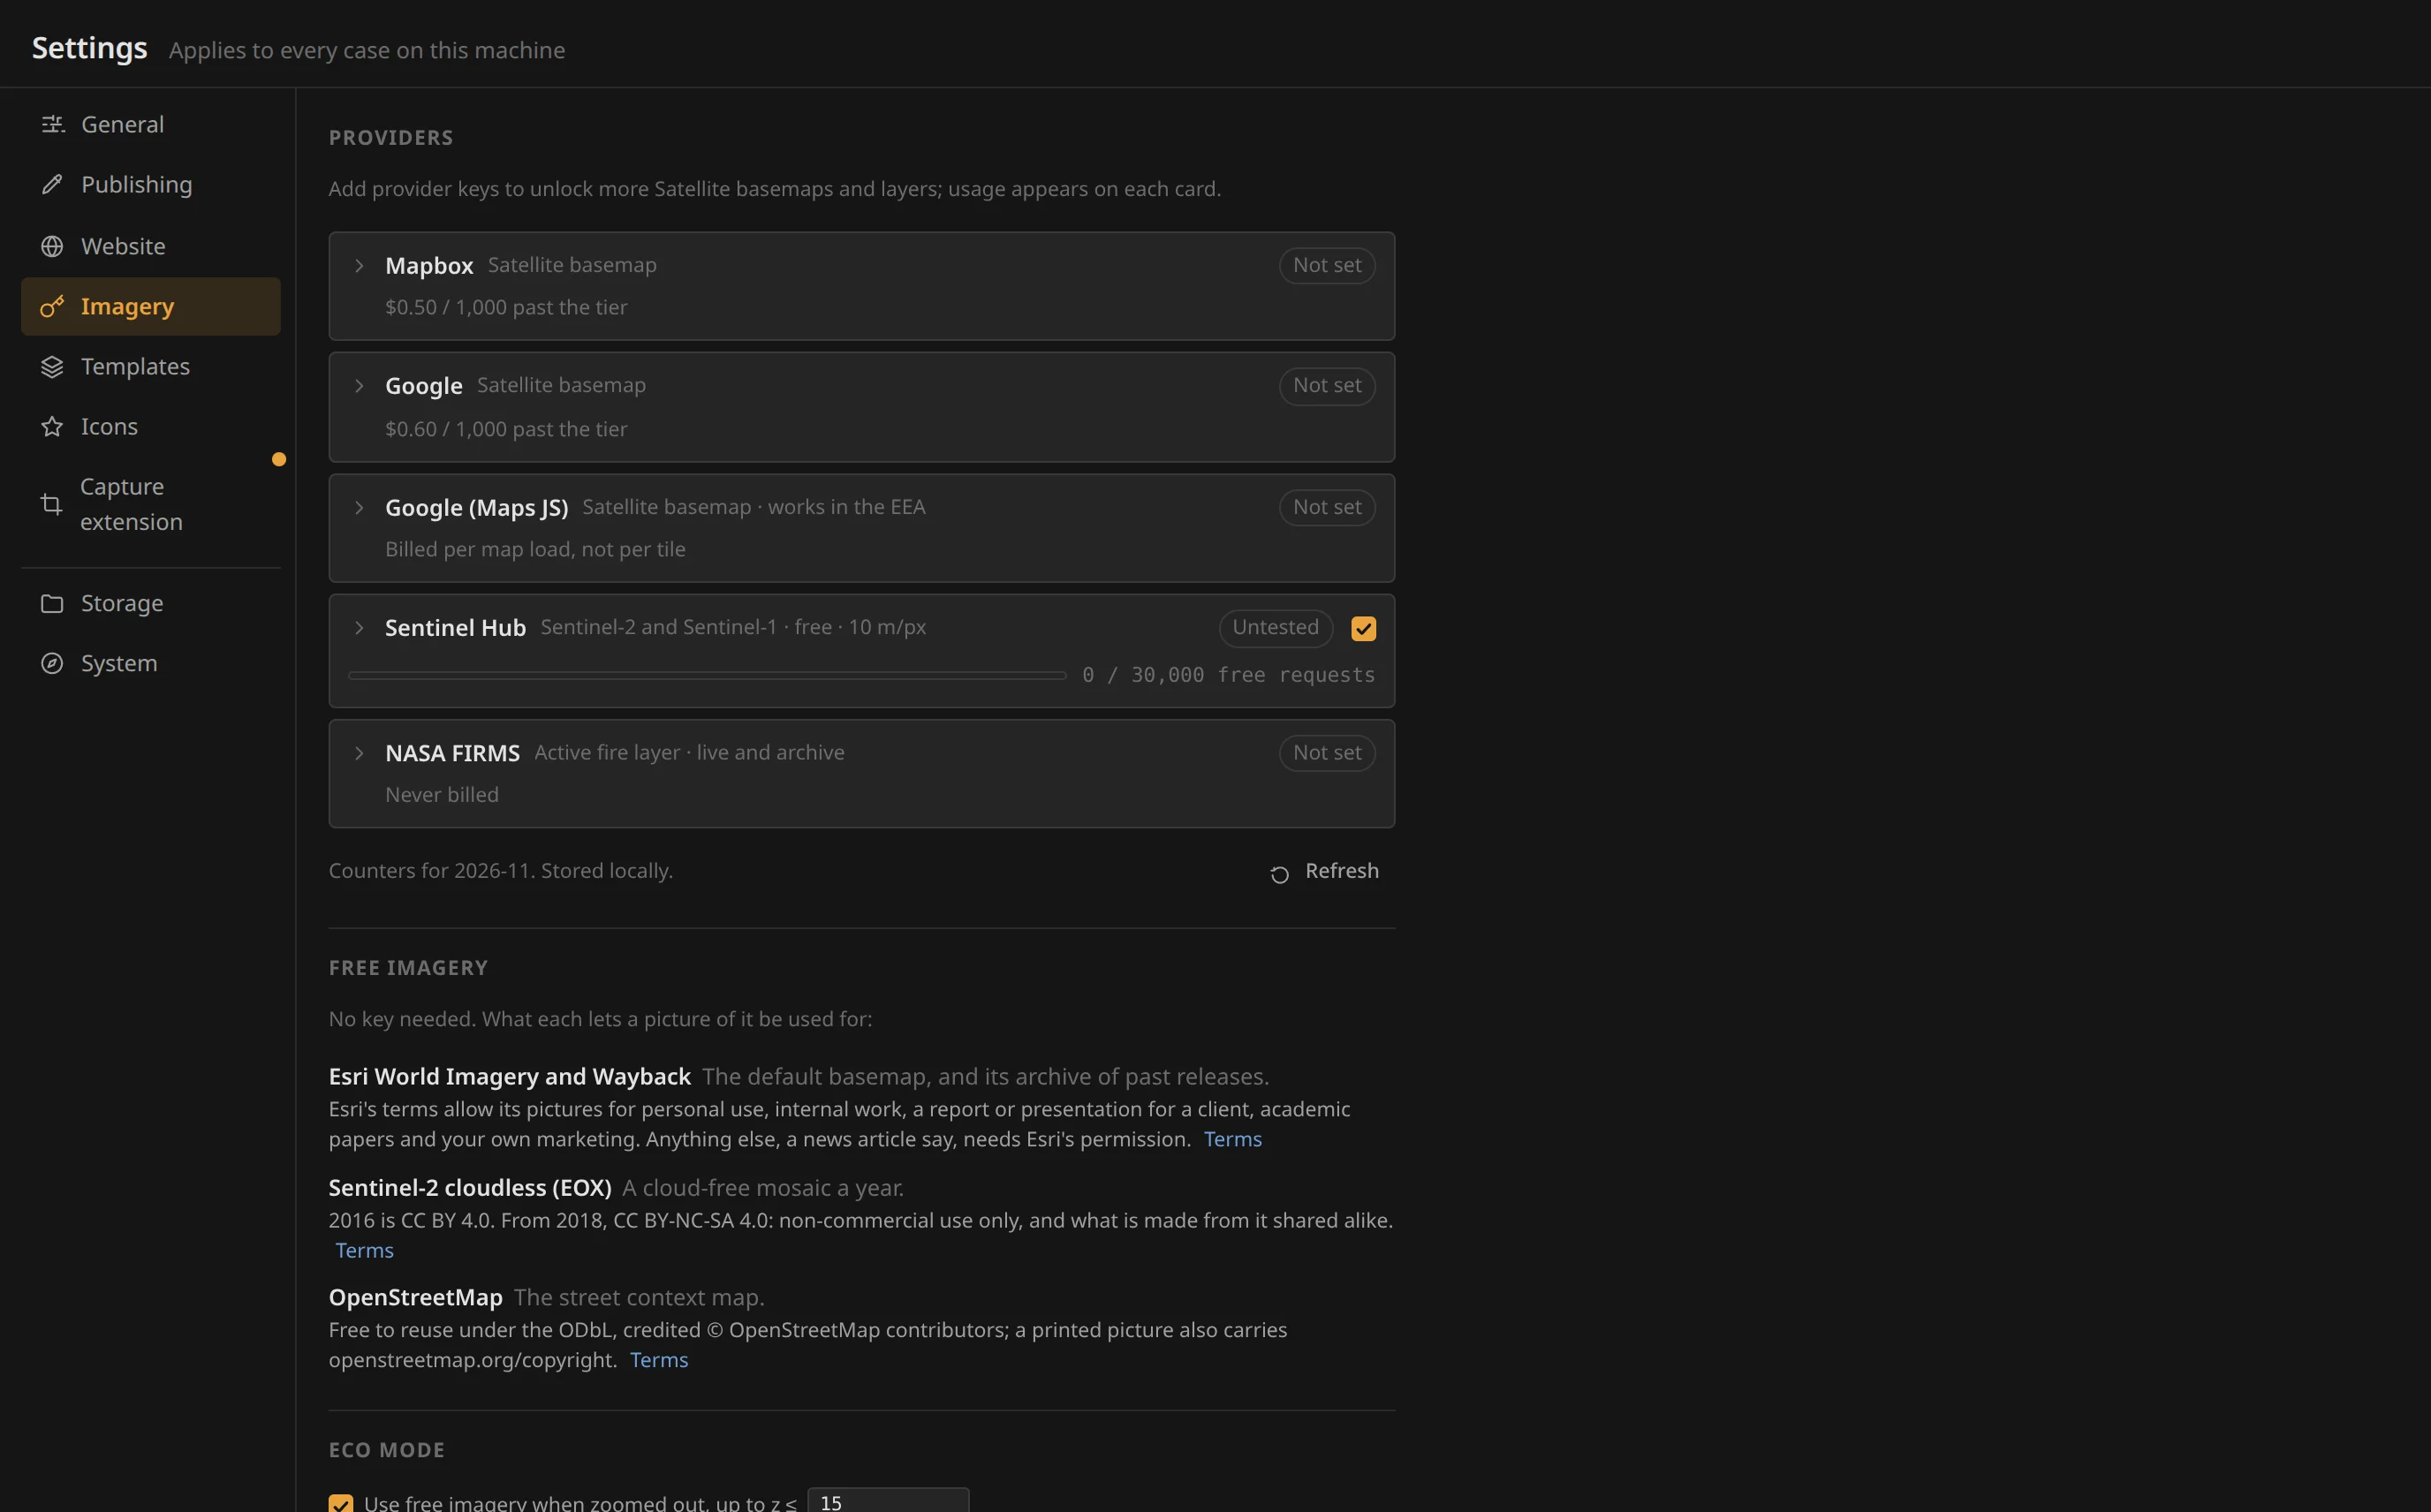 Settings Applies to every case on this machine
General
Publishing
Website
Imagery
Templates
Icons
Capture
extension
Storage
System
PROVIDERS
Add provider keys to unlock more Satellite basemaps and layers; usage appears on each card.
Mapbox Satellite basemap Not set
$0.50 / 1,000 past the tier
Google Satellite basemap Not set
$0.60 / 1,000 past the tier
Google (Maps JS) Satellite basemap · works in the EEA Not set
Billed per map load, not per tile
Sentinel Hub Sentinel-2 and Sentinel-1 · free · 10 m/px Untested
0 / 30,000 free requests
NASA FIRMS Active fire layer · live and archive Not set
Never billed
Counters for 2026-11. Stored locally. Refresh
FREE IMAGERY
No key needed. What each lets a picture of it be used for:
Esri World Imagery and Wayback The default basemap, and its archive of past releases.
Esri's terms allow its pictures for personal use, internal work, a report or presentation for a client, academic
papers and your own marketing. Anything else, a news article say, needs Esri's permission. Terms
Sentinel-2 cloudless (EOX) A cloud-free mosaic a year.
2016 is CC BY 4.0. From 2018, CC BY-NC-SA 4.0: non-commercial use only, and what is made from it shared alike.
Terms
OpenStreetMap The street context map.
Free to reuse under the ODbL, credited © OpenStreetMap contributors; a printed picture also carries
openstreetmap.org/copyright. Terms
ECO MODE
Use free imagery when zoomed out, up to z ≤ 15